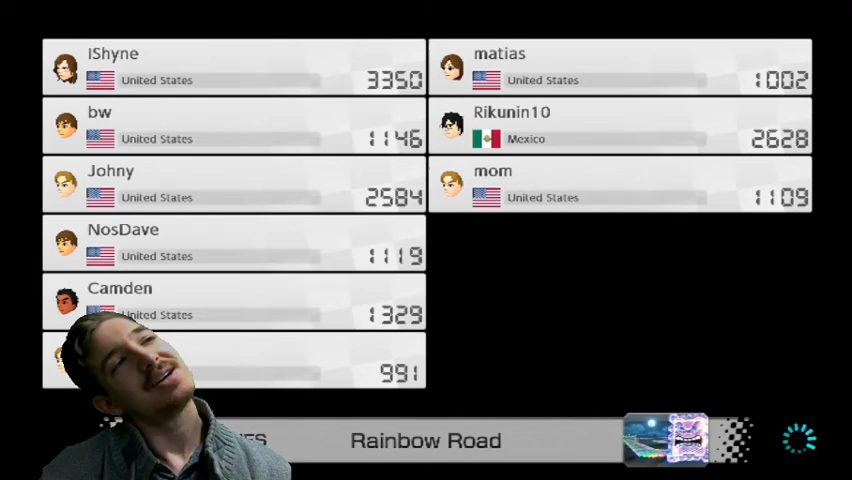 IShyne
United States
3350
bw
United States
1146
Johny
United States
2584
NosDave
United States
1119
Camden
United States
1329
991
matias
United States
1002
Rikunin10
Mexico
2628
mom
United States
1109
Rainbow Road